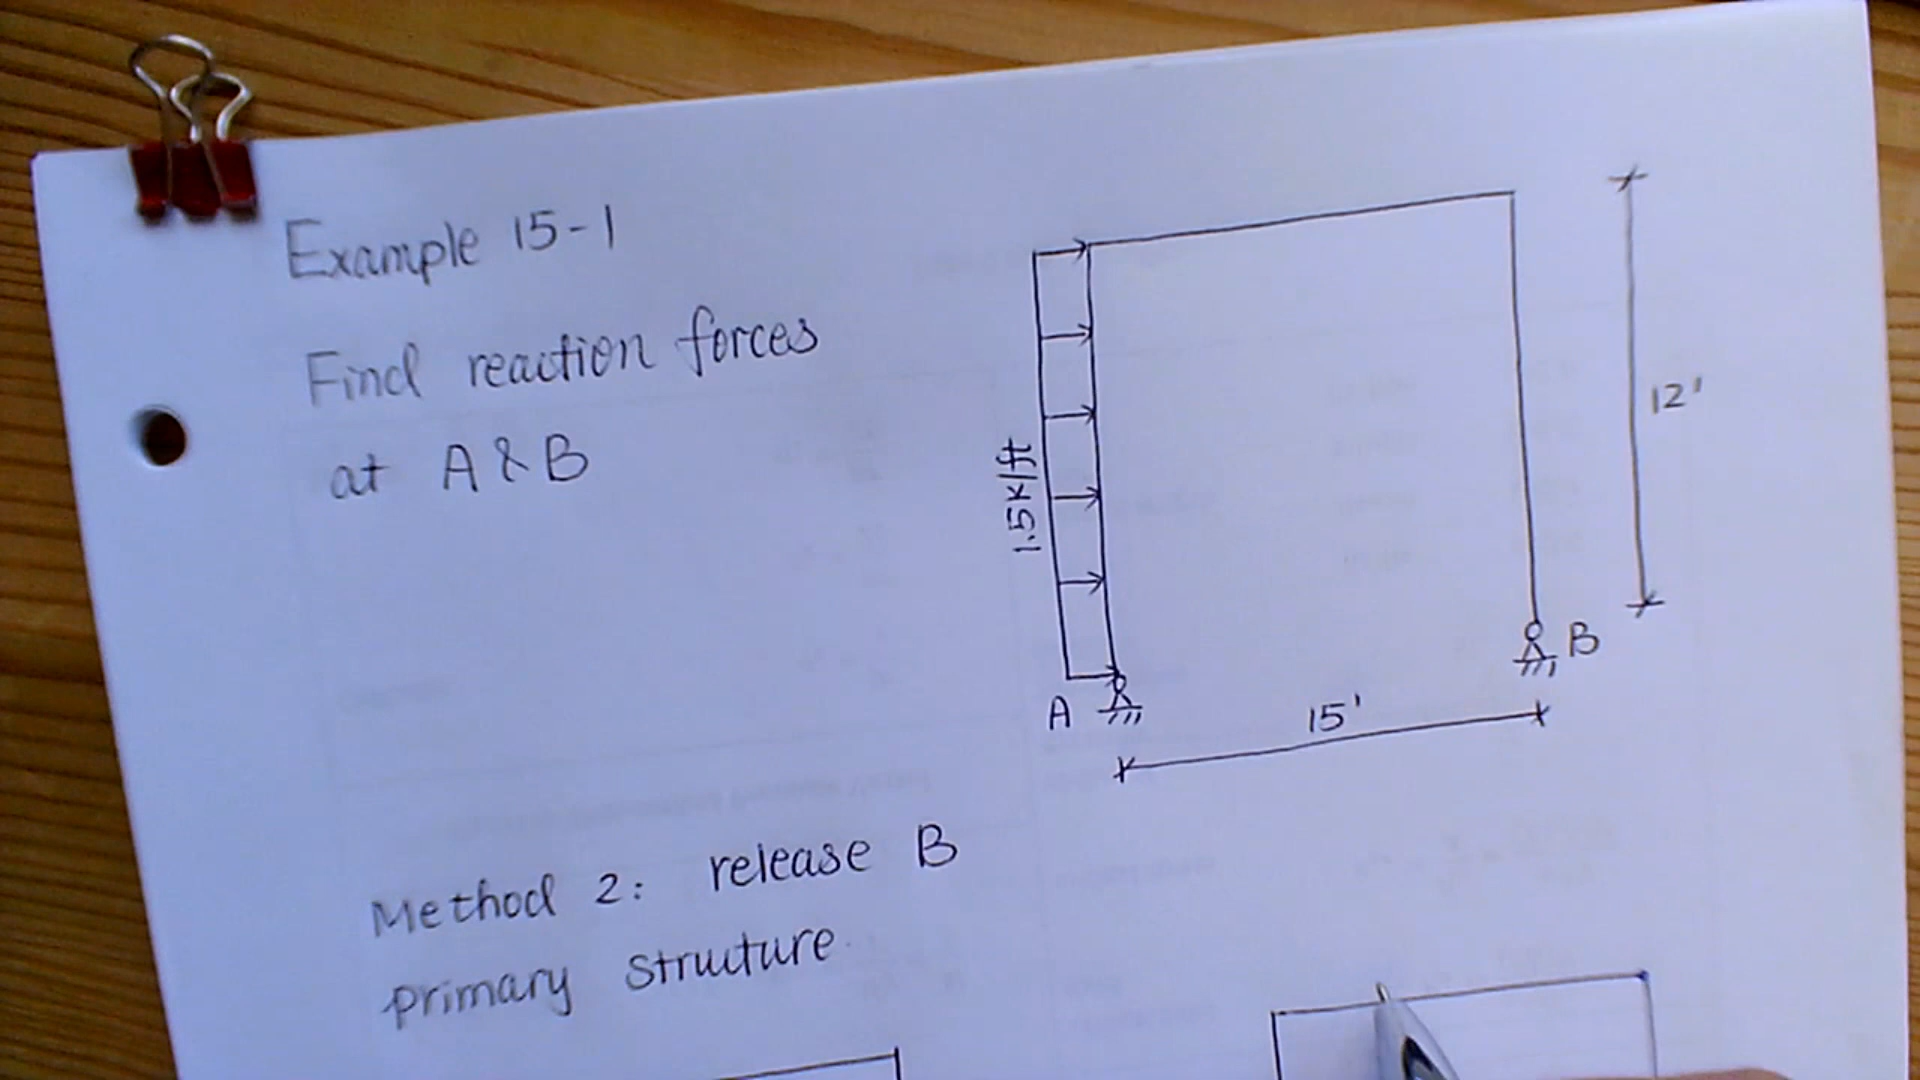 Example 15-1
Find reaction forces
at A & B
1.5k/ft
12'
A
B
15'
Method 2: release B
primary structure